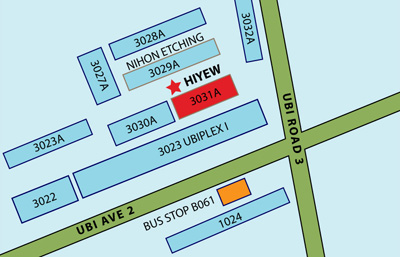 3028A
3032A
NIHON ETCHING
3029A
3027A
HIYEW
3031A
3030A
3023A
3023 UBIPLEX I
UBI ROAD 3
3022
UBI AVE 2
BUS STOP B061
1024